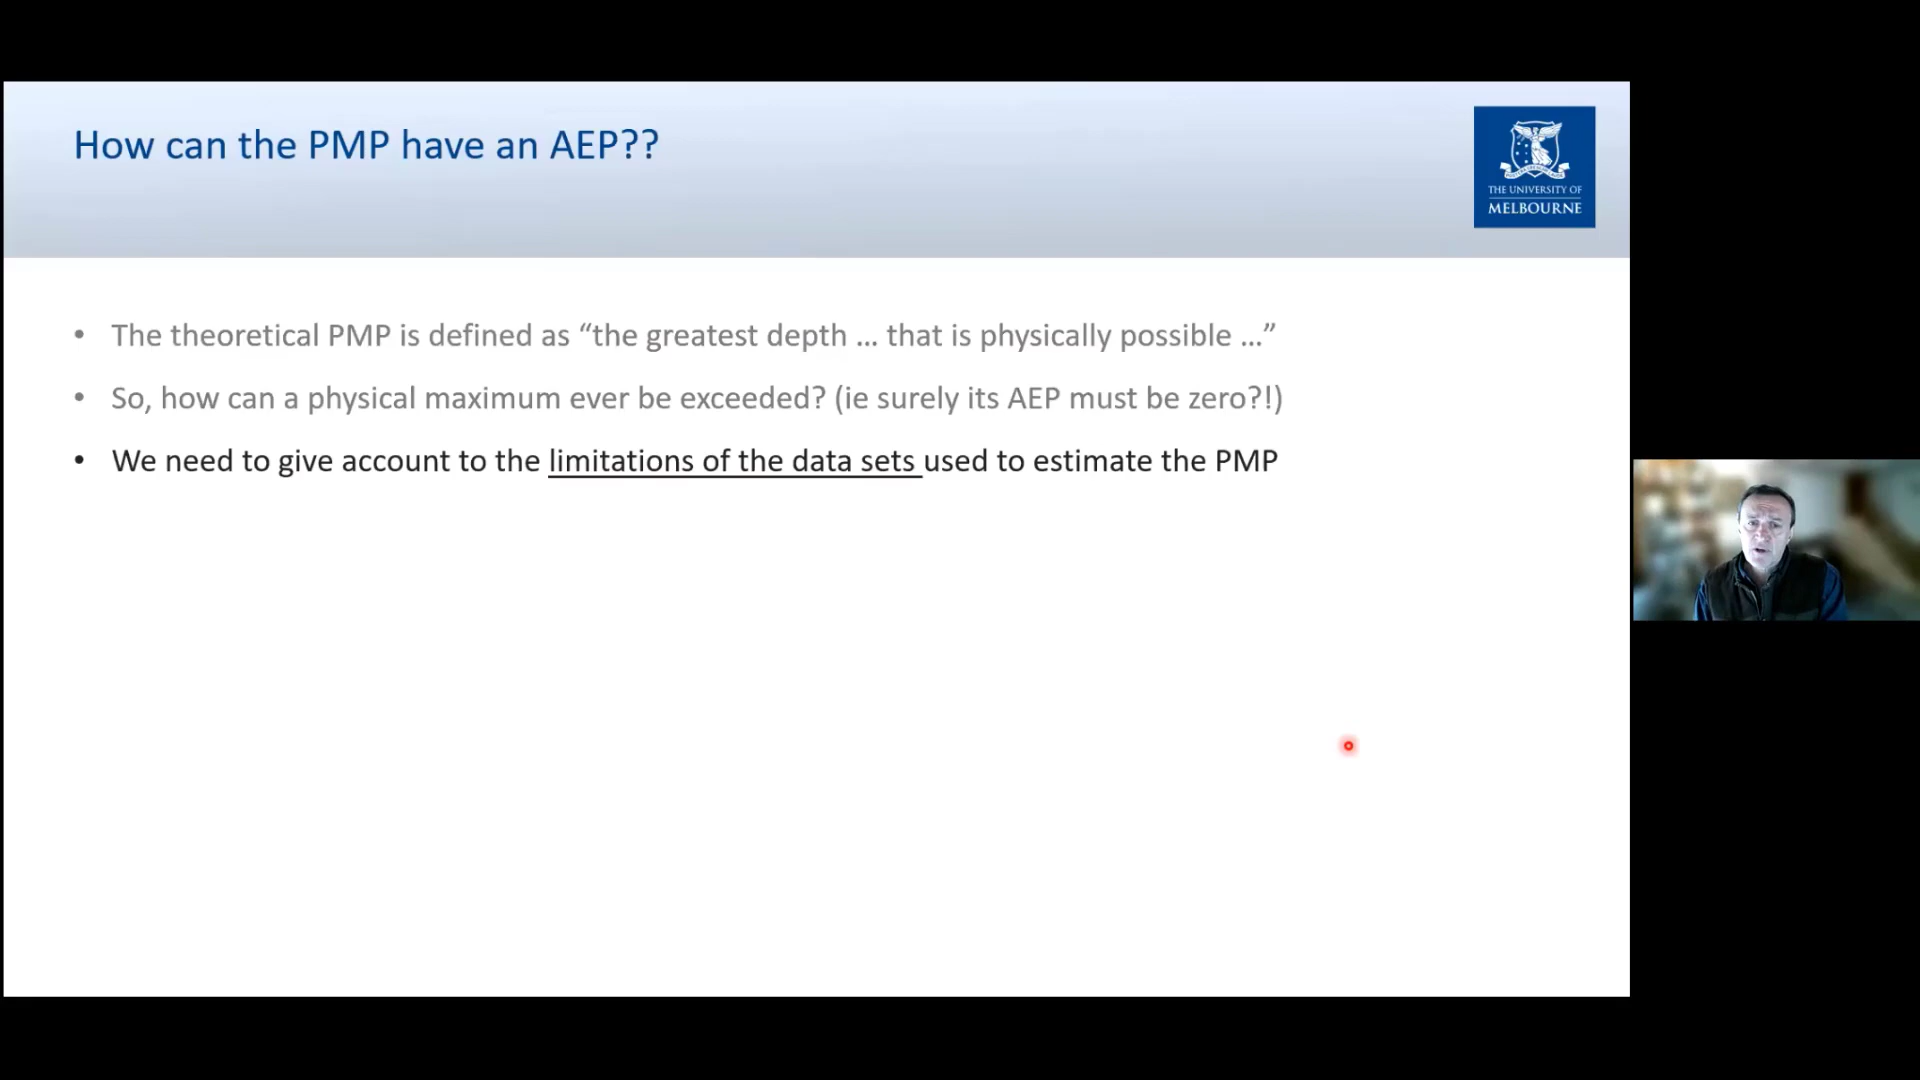 How can the PMP have an AEP??
THE UNIVERSITY OF
MELBOURNE
• The theoretical PMP is defined as “the greatest depth … that is physically possible …”
• So, how can a physical maximum ever be exceeded? (ie surely its AEP must be zero?!)
• We need to give account to the limitations of the data sets used to estimate the PMP